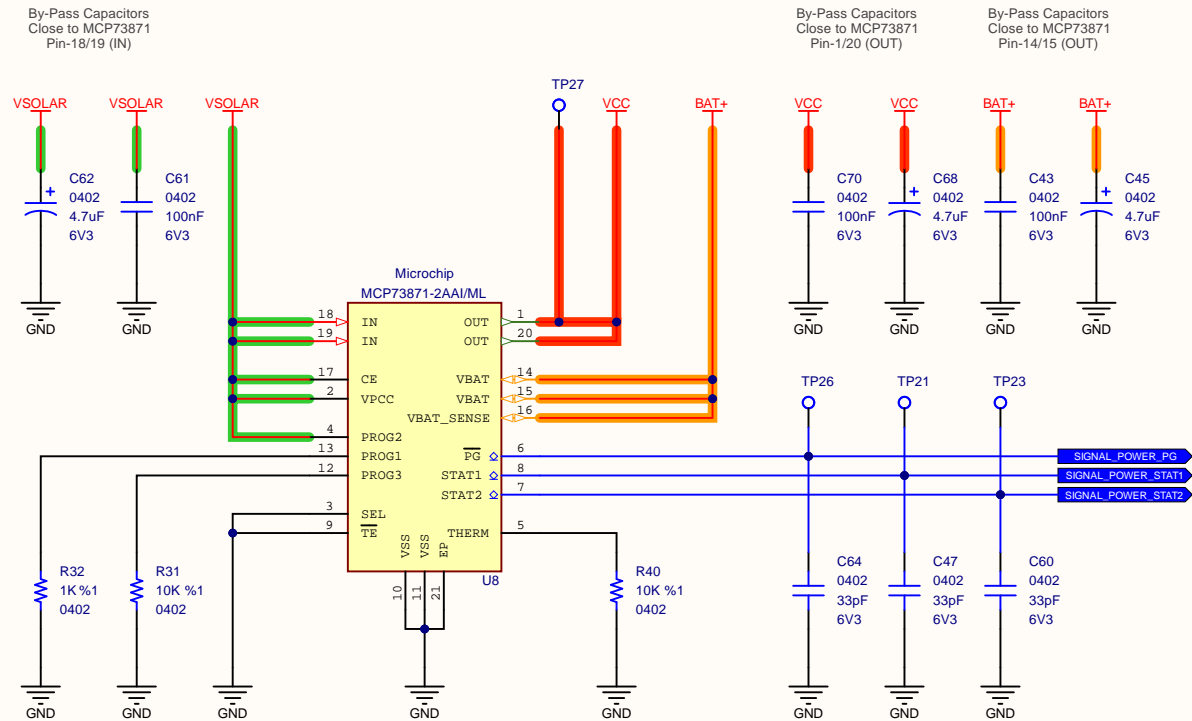 By-Pass Capacitors
Close to MCP73871
Pin-18/19 (IN)
By-Pass Capacitors
Close to MCP73871
Pin-1/20 (OUT)
By-Pass Capacitors
Close to MCP73871
Pin-14/15 (OUT)
TP27
VSOLAR
VSOLAR
VSOLAR
VCC
BAT+
VCC
VCC
BAT+
BAT+
C62
0402
4.7uF
6V3
C61
0402
100nF
6V3
C70
0402
100nF
6V3
C68
0402
4.7uF
6V3
C43
0402
100nF
6V3
C45
0402
4.7uF
6V3
GND
GND
GND
GND
GND
GND
Microchip
MCP73871-2AAI/ML
18 IN
19 IN
17 CE
2 VPCC
4 PROG2
13 PROG1
12 PROG3
3 SEL
9 TE
OUT 1
OUT 20
VBAT 14
VBAT 15
VBAT_SENSE 16
PG 6
STAT1 8
STAT2 7
THERM 5
VSS
VSS
EP
10
11
21
U8
TP26
TP21
TP23
SIGNAL_POWER_PG
SIGNAL_POWER_STAT1
SIGNAL_POWER_STAT2
R32
1K %1
0402
R31
10K %1
0402
R40
10K %1
0402
C64
0402
33pF
6V3
C47
0402
33pF
6V3
C60
0402
33pF
6V3
GND
GND
GND
GND
GND
GND
GND
GND